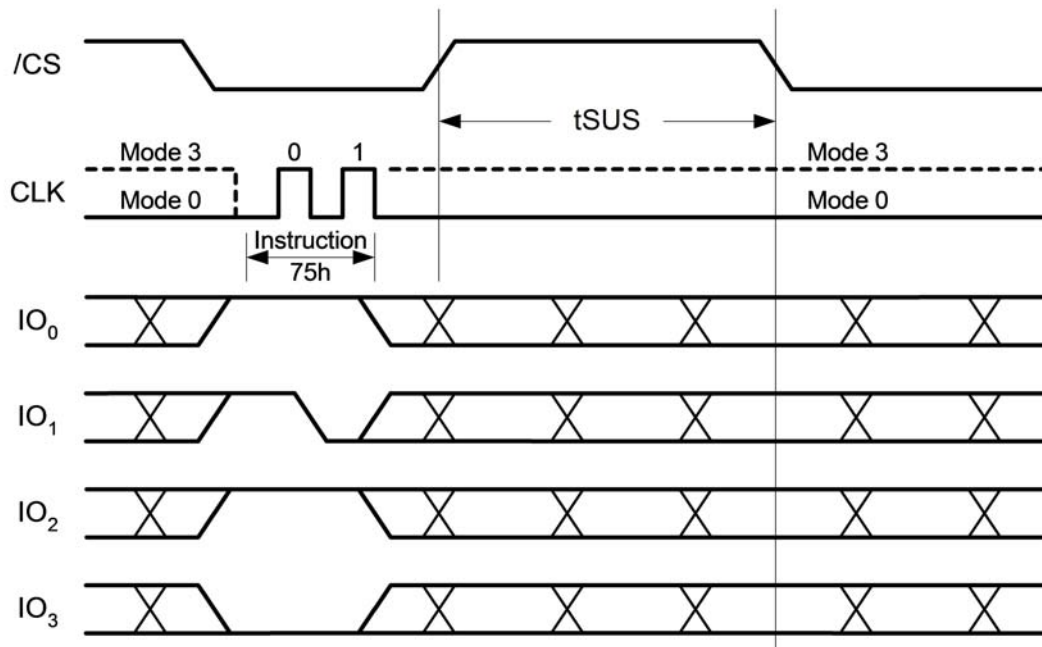 /CS
tSUS
Mode 3 0 1 Mode 3
CLK
Mode 0 Mode 0
Instruction
75h
IO0
IO1
IO2
IO3